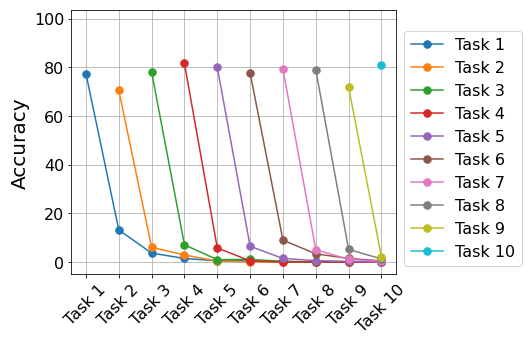 100
80
60
40
20
0
Accuracy
Task 1
Task 2
Task 3
Task 4
Task 5
Task 6
Task 7
Task 8
Task 9
Task 10
Task 1
Task 2
Task 3
Task 4
Task 5
Task 6
Task 7
Task 8
Task 9
Task 10